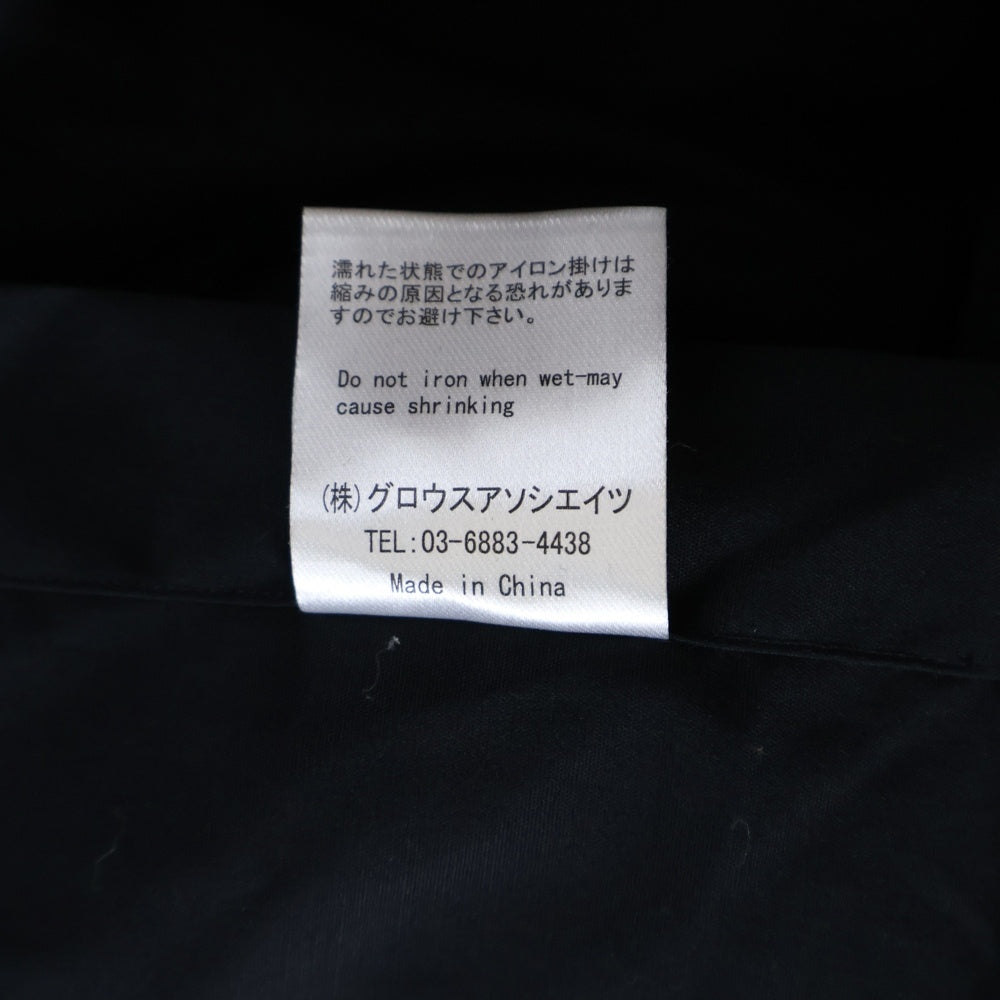 濡れた状態でのアイロン掛けは
縮みの原因となる恐れがありま
すのでお避け下さい。
Do not iron when wet-may
cause shrinking
(株)グロウスアソシエイツ
TEL:03-6883-4438
Made in China